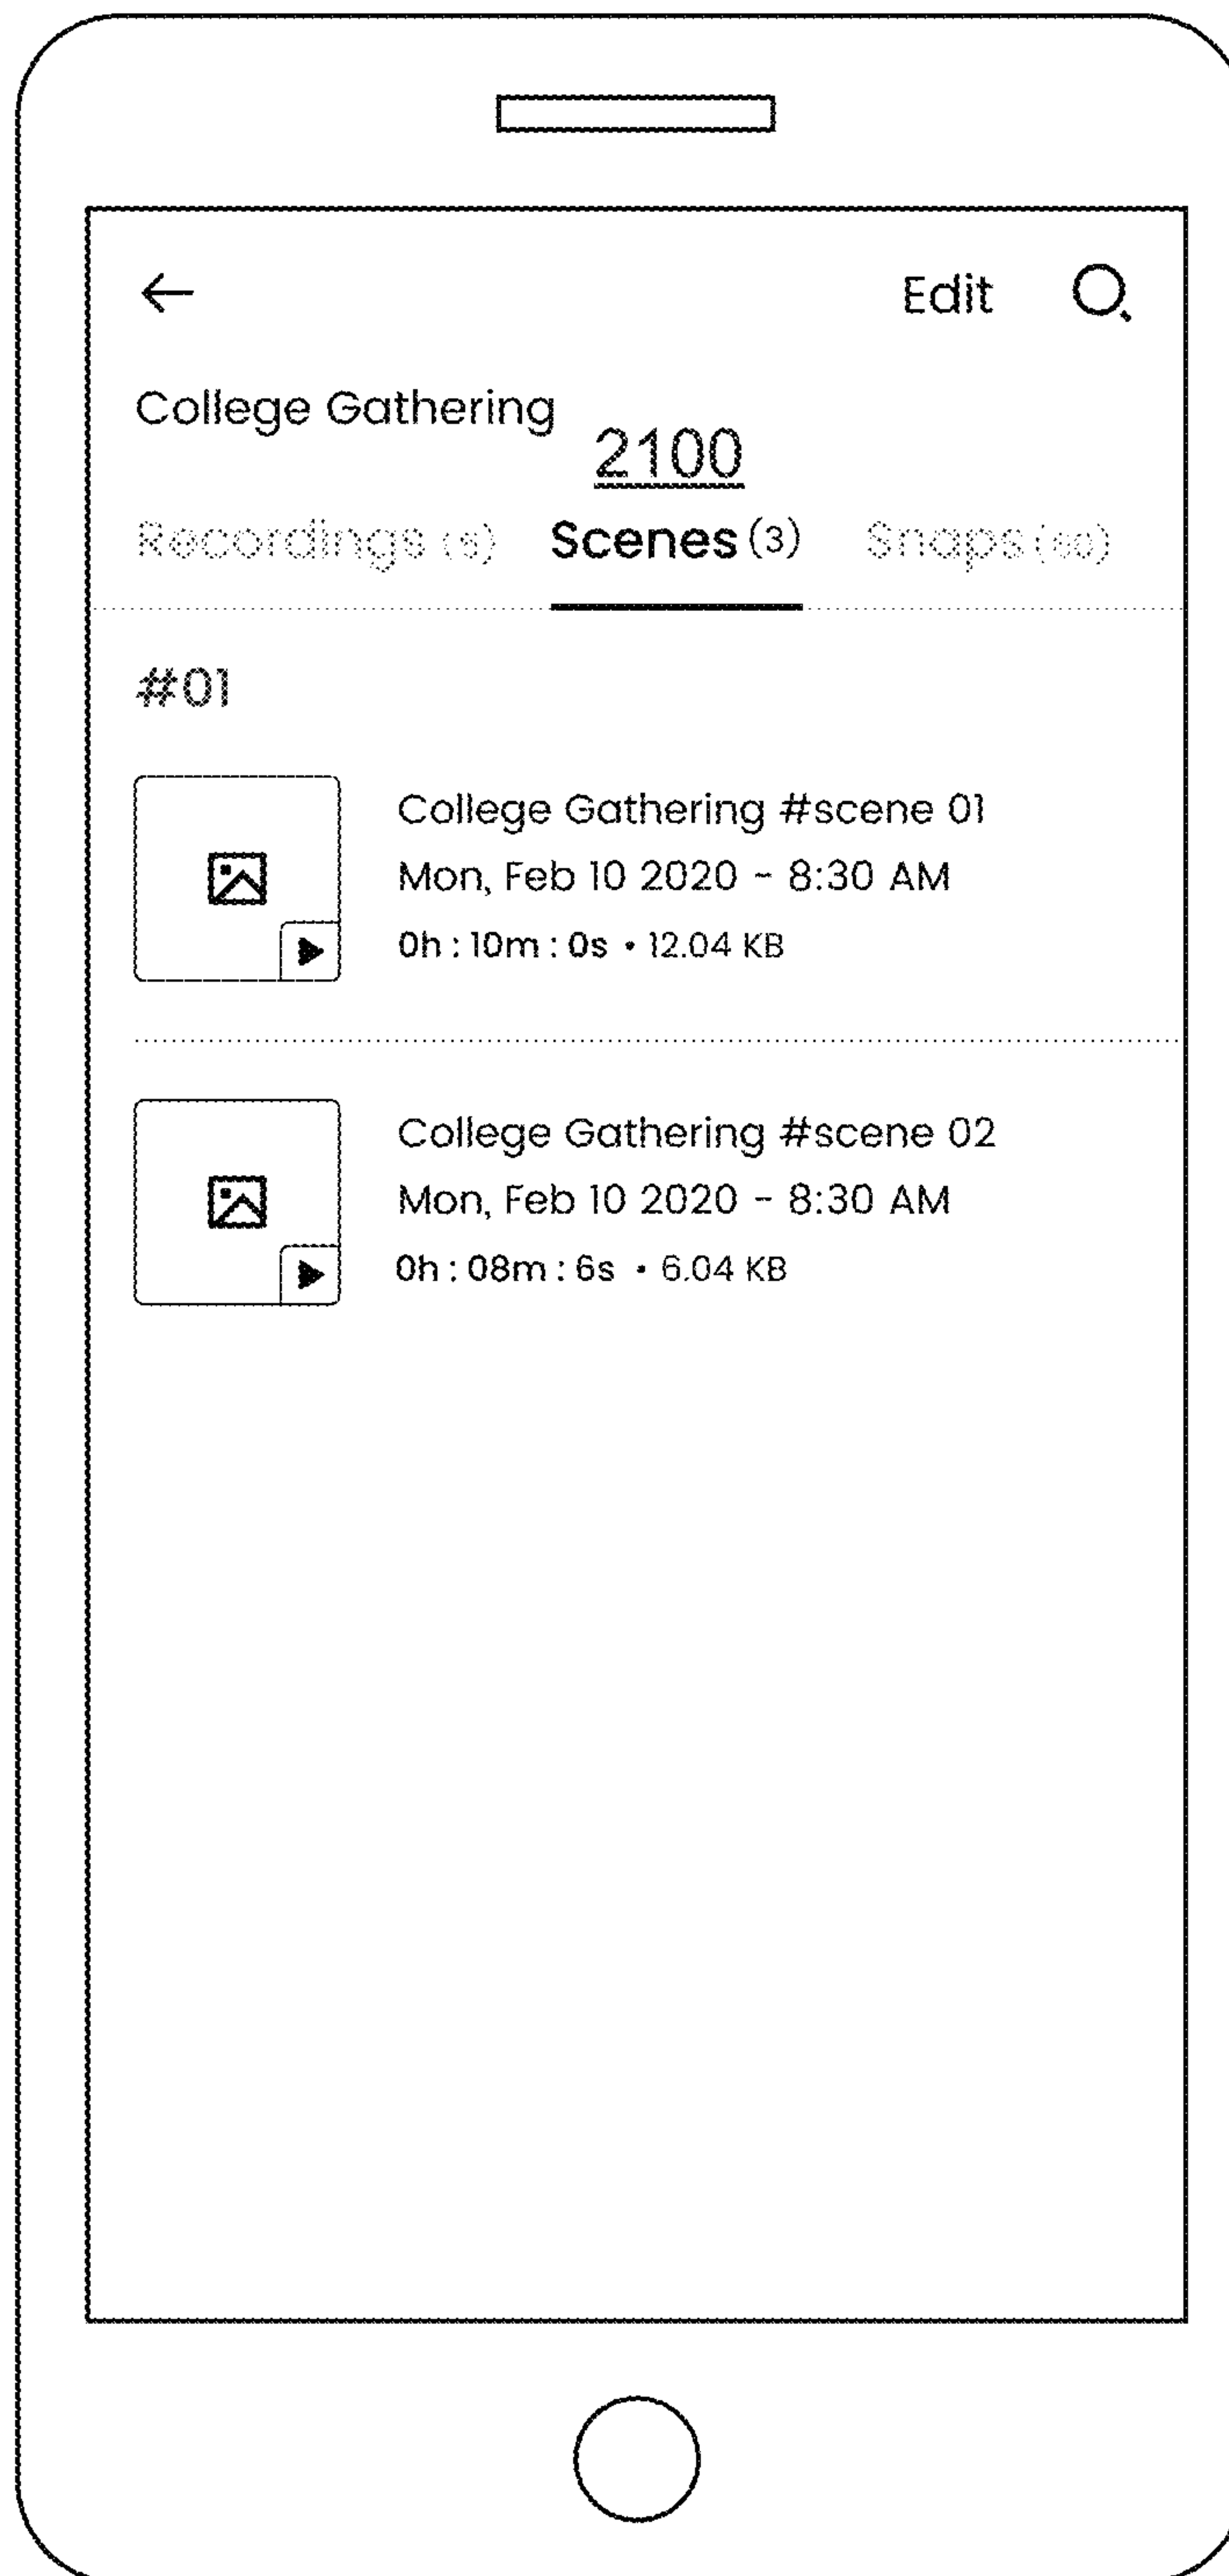 Edit
College Gathering
2100
Recordings (5) Scenes (3) Snaps
#01
College Gathering #scene 01
Mon, Feb 10 2020 - 8:30 AM
0h : 10m : 0s • 12.04 KB
College Gathering #scene 02
Mon, Feb 10 2020 - 8:30 AM
0h : 08m : 6s • 6.04 KB